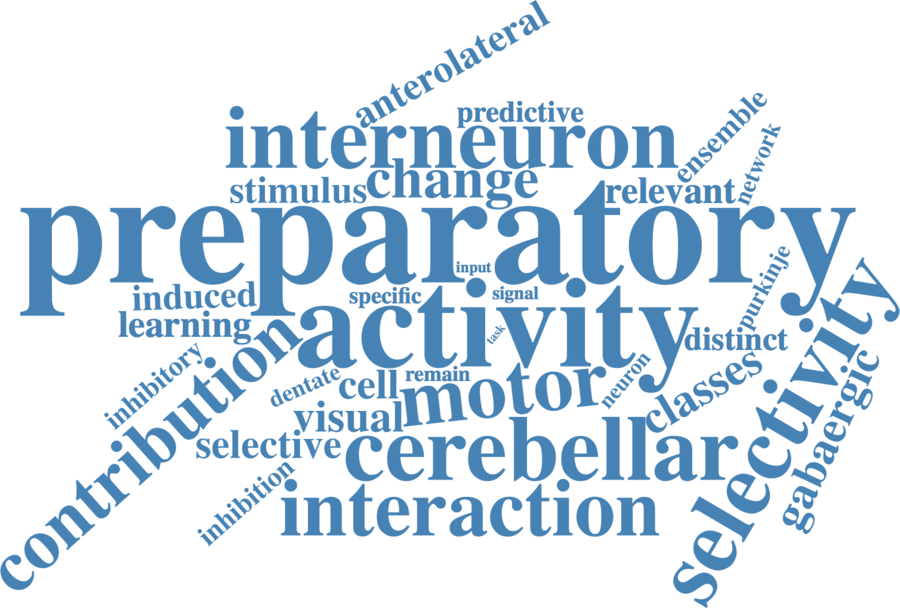 anterolateral
predictive
ensemble
interneuron
network
change
stimulus
relevant
preparatory
input
purkinje
induced
specific
signal
selectivity
learning
activity
task
distinct
contribution
inhibitory
dentate
cell
remain
neuron
classes
gabaergic
motor
visual
selective
cerebellar
inhibition
interaction